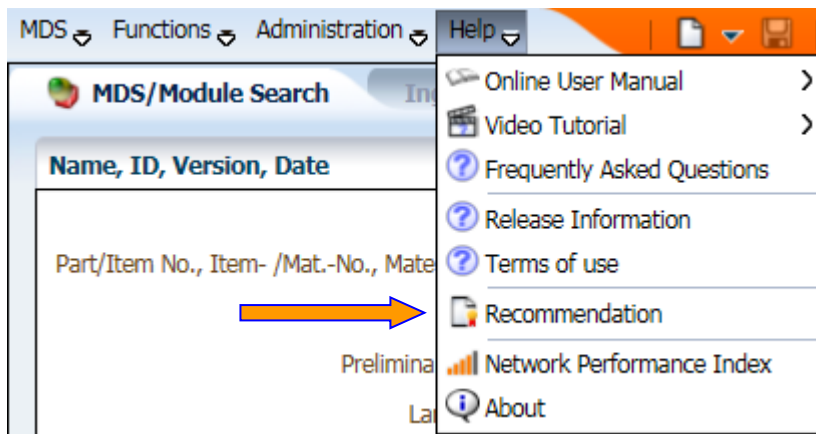 MDS Functions Administration Help
MDS/Module Search
Online User Manual
Video Tutorial
Name, ID, Version, Date
Frequently Asked Questions
Release Information
Part/Item No., Item- /Mat.-No., Mate
Terms of use
Recommendation
Prelimina
Network Performance Index
About